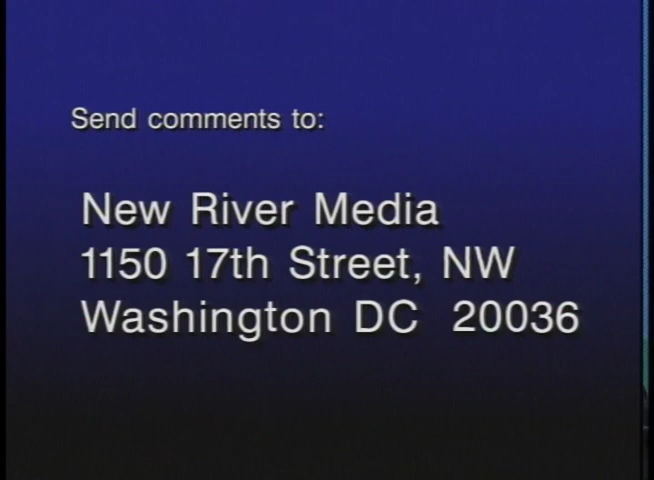 Send comments to:
New River Media
1150 17th Street, NW
Washington DC 20036